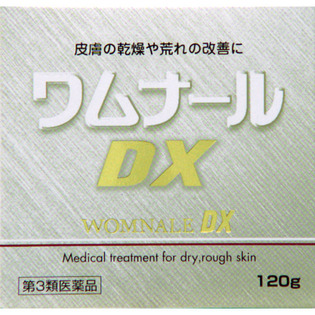 皮膚の乾燥や荒れの改善に
ワムナール
DX
WOMNALE DX
Medical treatment for dry,rough skin
第3類医薬品
120g